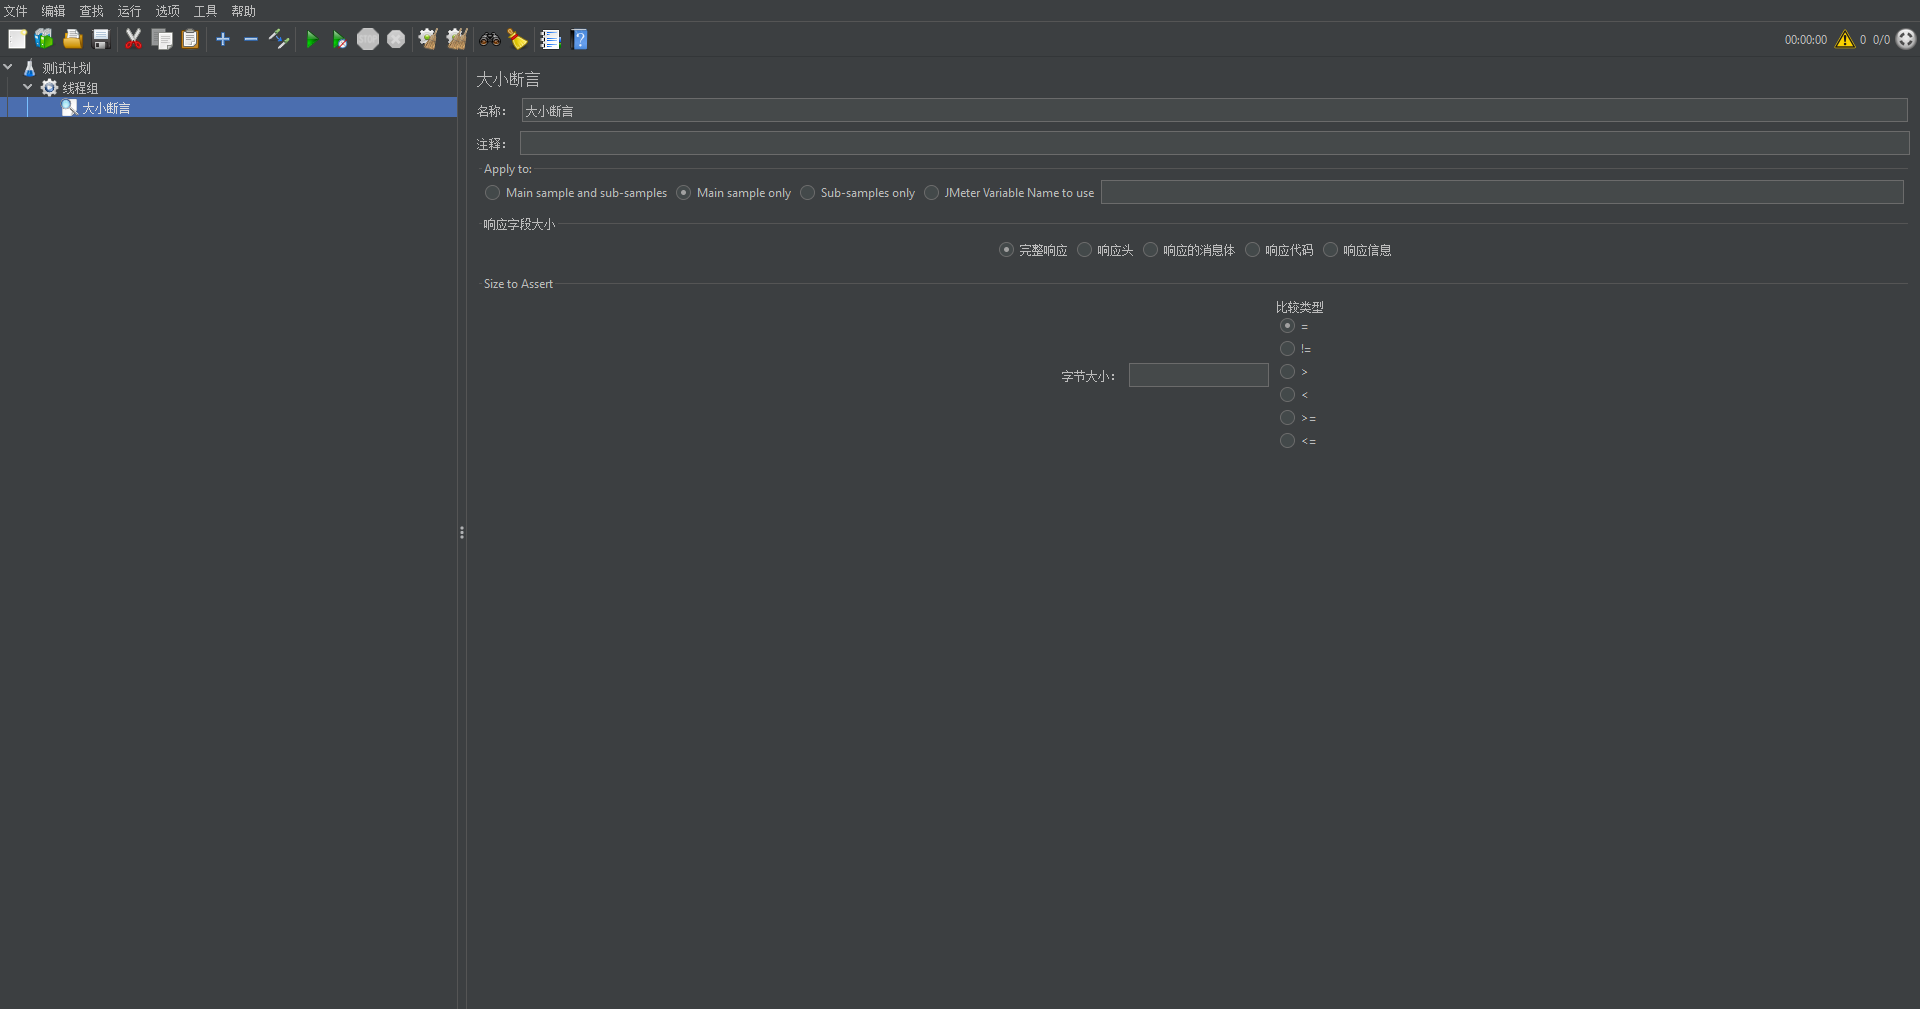 文件 编辑 查找 运行 选项 工具 帮助
00:00:00 0 0/0
测试计划
线程组
大小断言
大小断言
名称： 大小断言
注释：
Apply to:
Main sample and sub-samples Main sample only Sub-samples only JMeter Variable Name to use
响应字段大小
完整响应 响应头 响应的消息体 响应代码 响应信息
Size to Assert
比较类型
=
!=
>
字节大小：
<
>=
<=